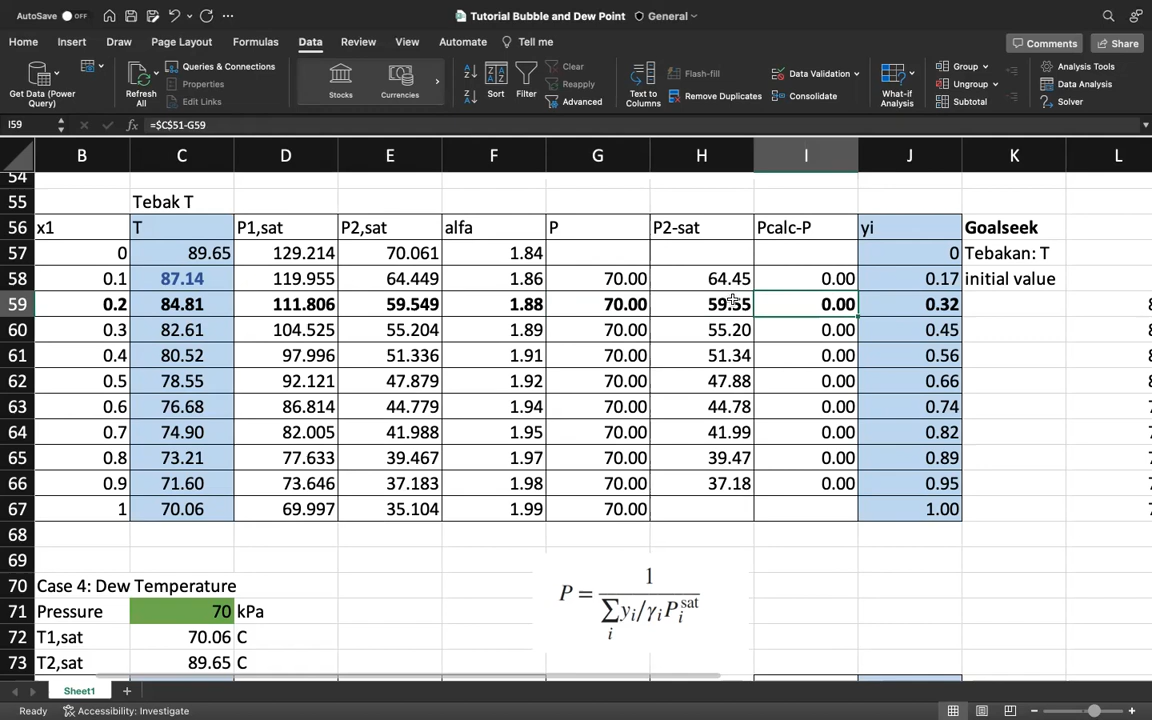 AutoSave OFF Tutorial Bubble and Dew Point General
Home Insert Draw Page Layout Formulas Data Review View Automate Tell me Comments Share
Get Data (Power Query) Refresh All Queries & Connections Properties Edit Links Stocks Currencies Sort Filter Clear Reapply Advanced Text to Columns Flash-fill Remove Duplicates Data Validation Consolidate What-if Analysis Group Ungroup Subtotal Analysis Tools Data Analysis Solver
I59 fx =$C$51-G59
B C D E F G H I J K L
54
55 Tebak T
56 x1 T P1,sat P2,sat alfa P P2-sat Pcalc-P yi Goalseek
57 0 89.65 129.214 70.061 1.84 0 Tebakan: T
58 0.1 87.14 119.955 64.449 1.86 70.00 64.45 0.00 0.17 initial value
59 0.2 84.81 111.806 59.549 1.88 70.00 59.55 0.00 0.32
60 0.3 82.61 104.525 55.204 1.89 70.00 55.20 0.00 0.45
61 0.4 80.52 97.996 51.336 1.91 70.00 51.34 0.00 0.56
62 0.5 78.55 92.121 47.879 1.92 70.00 47.88 0.00 0.66
63 0.6 76.68 86.814 44.779 1.94 70.00 44.78 0.00 0.74
64 0.7 74.90 82.005 41.988 1.95 70.00 41.99 0.00 0.82
65 0.8 73.21 77.633 39.467 1.97 70.00 39.47 0.00 0.89
66 0.9 71.60 73.646 37.183 1.98 70.00 37.18 0.00 0.95
67 1 70.06 69.997 35.104 1.99 70.00 1.00
68
69
70 Case 4: Dew Temperature
71 Pressure 70 kPa
72 T1,sat 70.06 C
73 T2,sat 89.65 C
P = 1 / ∑i yi/γiPi^sat
Sheet1
Ready Accessibility: Investigate